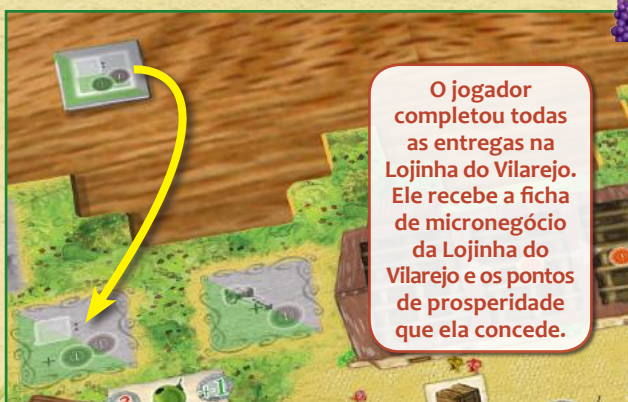 O jogador
completou todas
as entregas na
Lojinha do Vilarejo.
Ele recebe a ficha
de micronegócio
da Lojinha do
Vilarejo e os pontos
de prosperidade
que ela concede.
+1